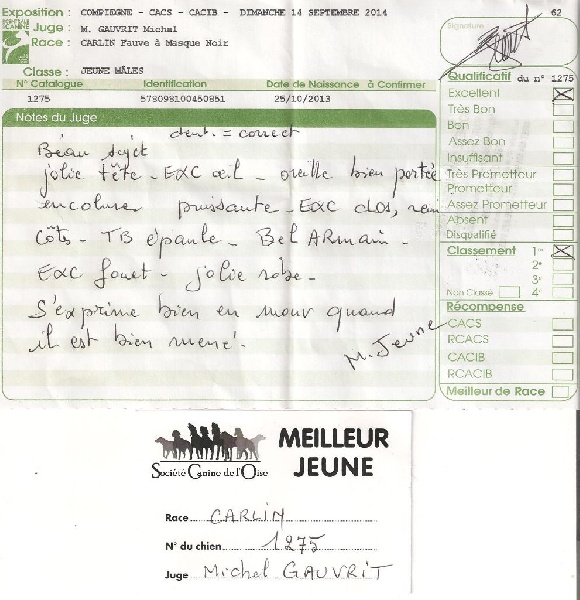 Exposition : COMPIEGNE - CACS - CACIB - DIMANCHE 14 SEPTEMBRE 2014
62
Juge : M. GAUVRIT Michel
Signature
Race : CARLIN Fauve à Masque Noir
CENTRALE CANINE
Classe : JEUNE MÂLES
N° Catalogue Identification Date de Naissance à Confirmer
1275 578098100450851 25/10/2013
Notes du Juge
dent. = correct
Beau sujet
jolie tête - EXC œil - oreille bien portée
encolure puissante - EXC dos, rein
côts - TB épaule - Bel ARmain -
EXC fouet - jolie robe -
S'exprime bien en mouv quand
il est bien mené.
M. Jeune
Qualificatif du n° 1275
Excellent
Très Bon
Bon
Assez Bon
Insuffisant
Très Prometteur
Prometteur
Assez Prometteur
Absent
Disqualifié
Classement 1er
2e
3e
Non Classé 4e
Récompense
CACS
RCACS
CACIB
RCACIB
Meilleur de Race
Société Canine de l'Oise
MEILLEUR
JEUNE
Race CARLIN
N° du chien 1275
Juge Michel GAUVRIT